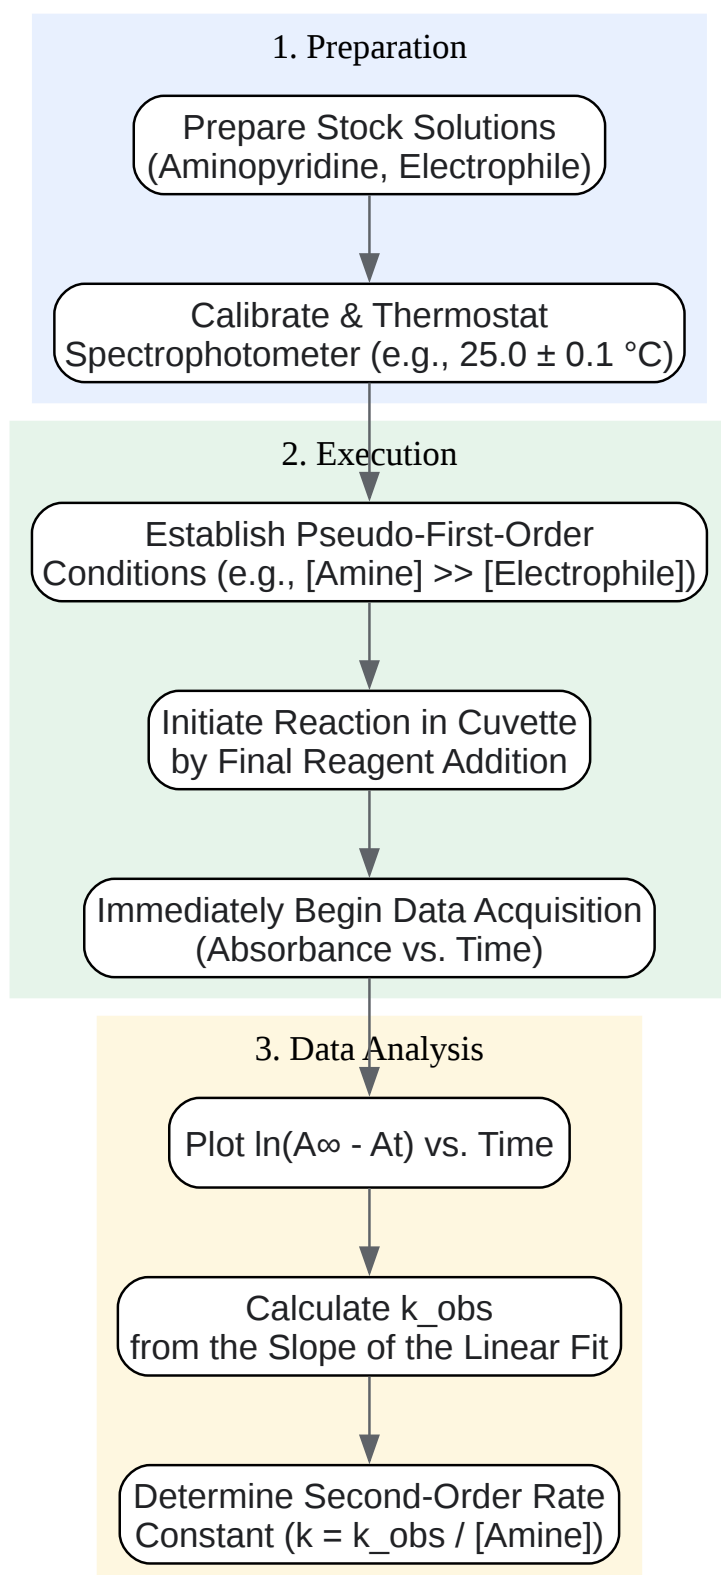 1. Preparation
Prepare Stock Solutions
(Aminopyridine, Electrophile)
Calibrate & Thermostat
Spectrophotometer (e.g., 25.0 ± 0.1 °C)
2. Execution
Establish Pseudo-First-Order
Conditions (e.g., [Amine] >> [Electrophile])
Initiate Reaction in Cuvette
by Final Reagent Addition
Immediately Begin Data Acquisition
(Absorbance vs. Time)
3. Data Analysis
Plot ln(A∞ - At) vs. Time
Calculate k_obs
from the Slope of the Linear Fit
Determine Second-Order Rate
Constant (k = k_obs / [Amine])